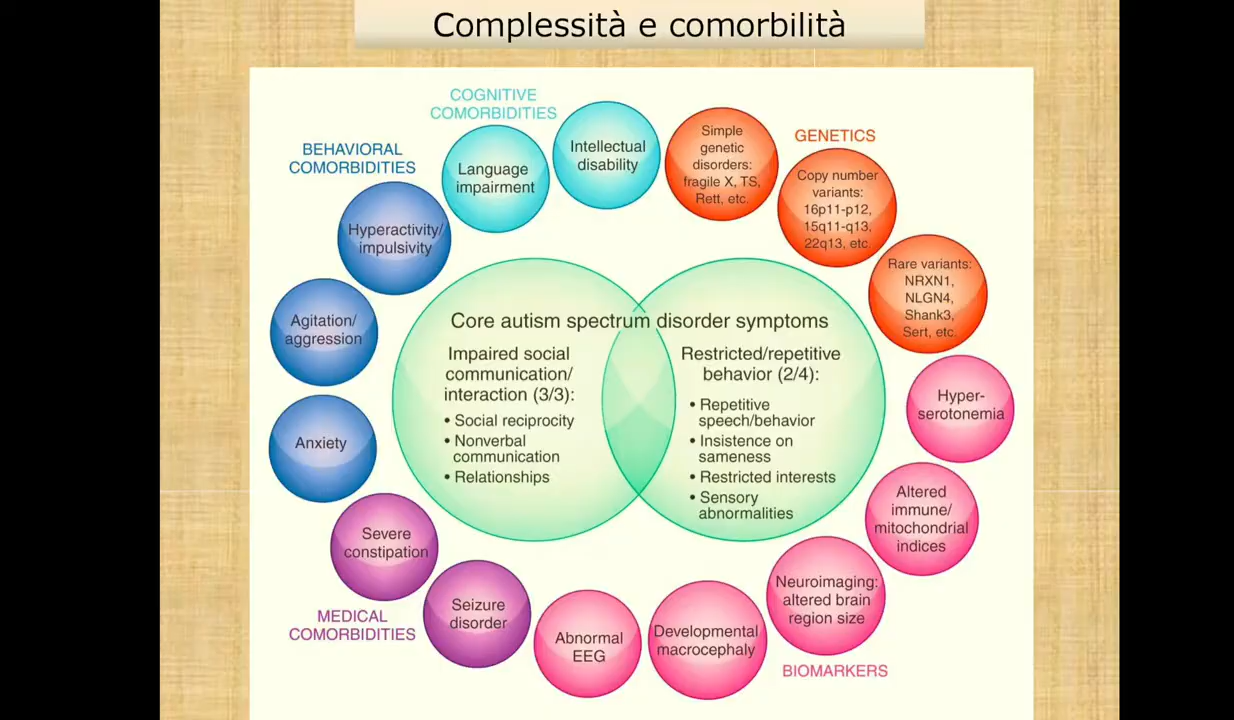 Complessità e comorbilità
COGNITIVE
COMORBIDITIES
BEHAVIORAL
COMORBIDITIES
GENETICS
Language
impairment
Intellectual
disability
Simple
genetic
disorders:
fragile X, TS,
Rett, etc.
Copy number
variants:
16p11-p12,
15q11-q13,
22q13, etc.
Rare variants:
NRXN1,
NLGN4,
Shank3,
Sert, etc.
Hyperactivity/
impulsivity
Agitation/
aggression
Anxiety
Core autism spectrum disorder symptoms
Impaired social
communication/
interaction (3/3):
• Social reciprocity
• Nonverbal
communication
• Relationships
Restricted/repetitive
behavior (2/4):
• Repetitive
speech/behavior
• Insistence on
sameness
• Restricted interests
• Sensory
abnormalities
Hyper-
serotonemia
Altered
immune/
mitochondrial
indices
Neuroimaging:
altered brain
region size
Developmental
macrocephaly
Abnormal
EEG
BIOMARKERS
Severe
constipation
Seizure
disorder
MEDICAL
COMORBIDITIES